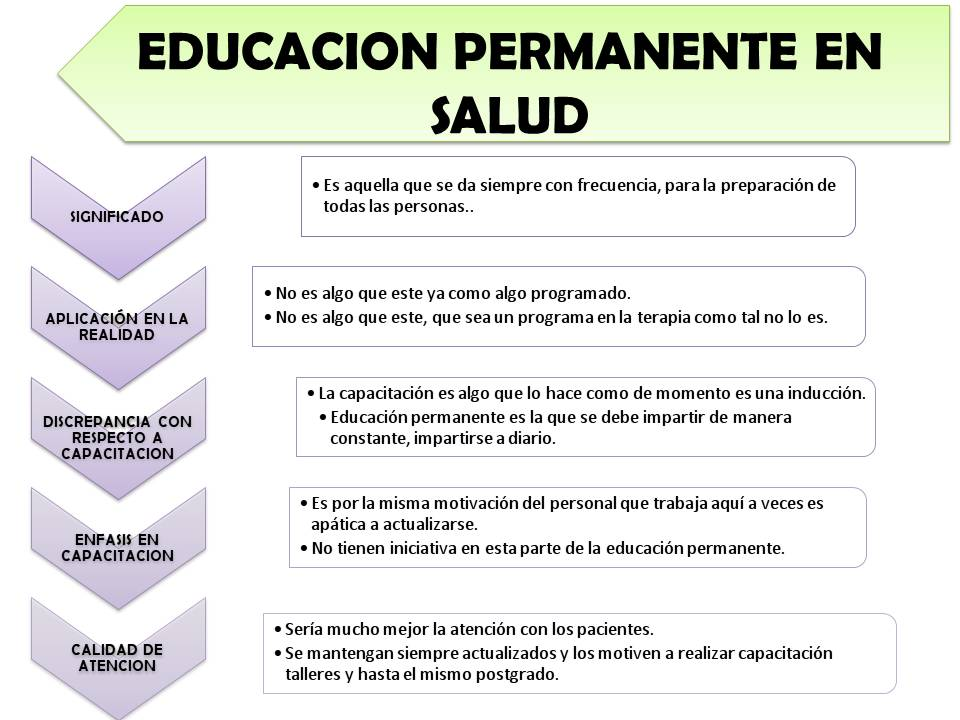 EDUCACION PERMANENTE EN
SALUD
SIGNIFICADO
• Es aquella que se da siempre con frecuencia, para la preparación de
todas las personas..
APLICACIÓN EN LA
REALIDAD
• No es algo que este ya como algo programado.
• No es algo que este, que sea un programa en la terapia como tal no lo es.
DISCREPANCIA CON
RESPECTO A
CAPACITACION
• La capacitación es algo que lo hace como de momento es una inducción.
• Educación permanente es la que se debe impartir de manera
constante, impartirse a diario.
ENFASIS EN
CAPACITACION
• Es por la misma motivación del personal que trabaja aquí a veces es
apática a actualizarse.
• No tienen iniciativa en esta parte de la educación permanente.
CALIDAD DE
ATENCION
• Sería mucho mejor la atención con los pacientes.
• Se mantengan siempre actualizados y los motiven a realizar capacitación
talleres y hasta el mismo postgrado.